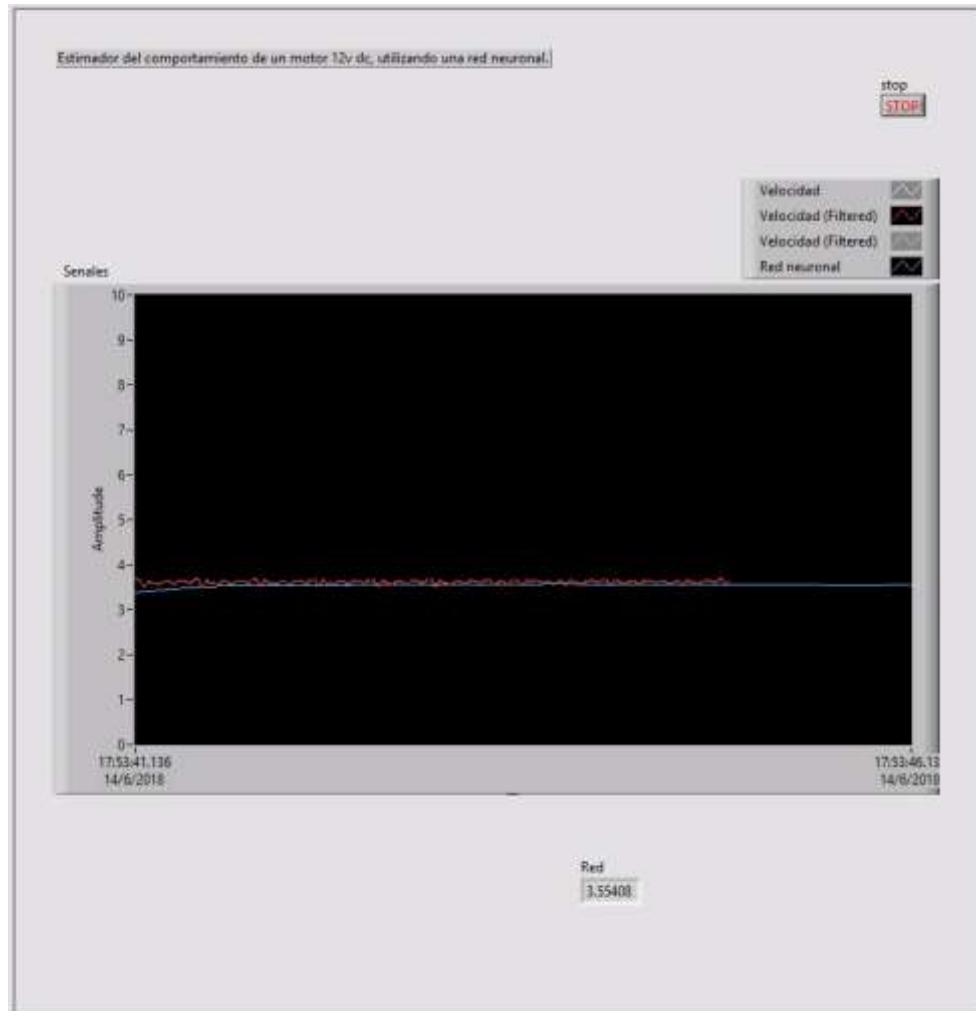 Estimador del comportamiento de un motor 12v dc, utilizando una red neuronal.
stop
STOP
Velocidad
Velocidad (Filtered)
Velocidad (Filtered)
Red neuronal
Senales
10
9
8
7
6
5
4
3
2
1
0
Amplitude
17:53:41.136
14/6/2018
17:53:46.13
14/6/2018
Red
3.55408